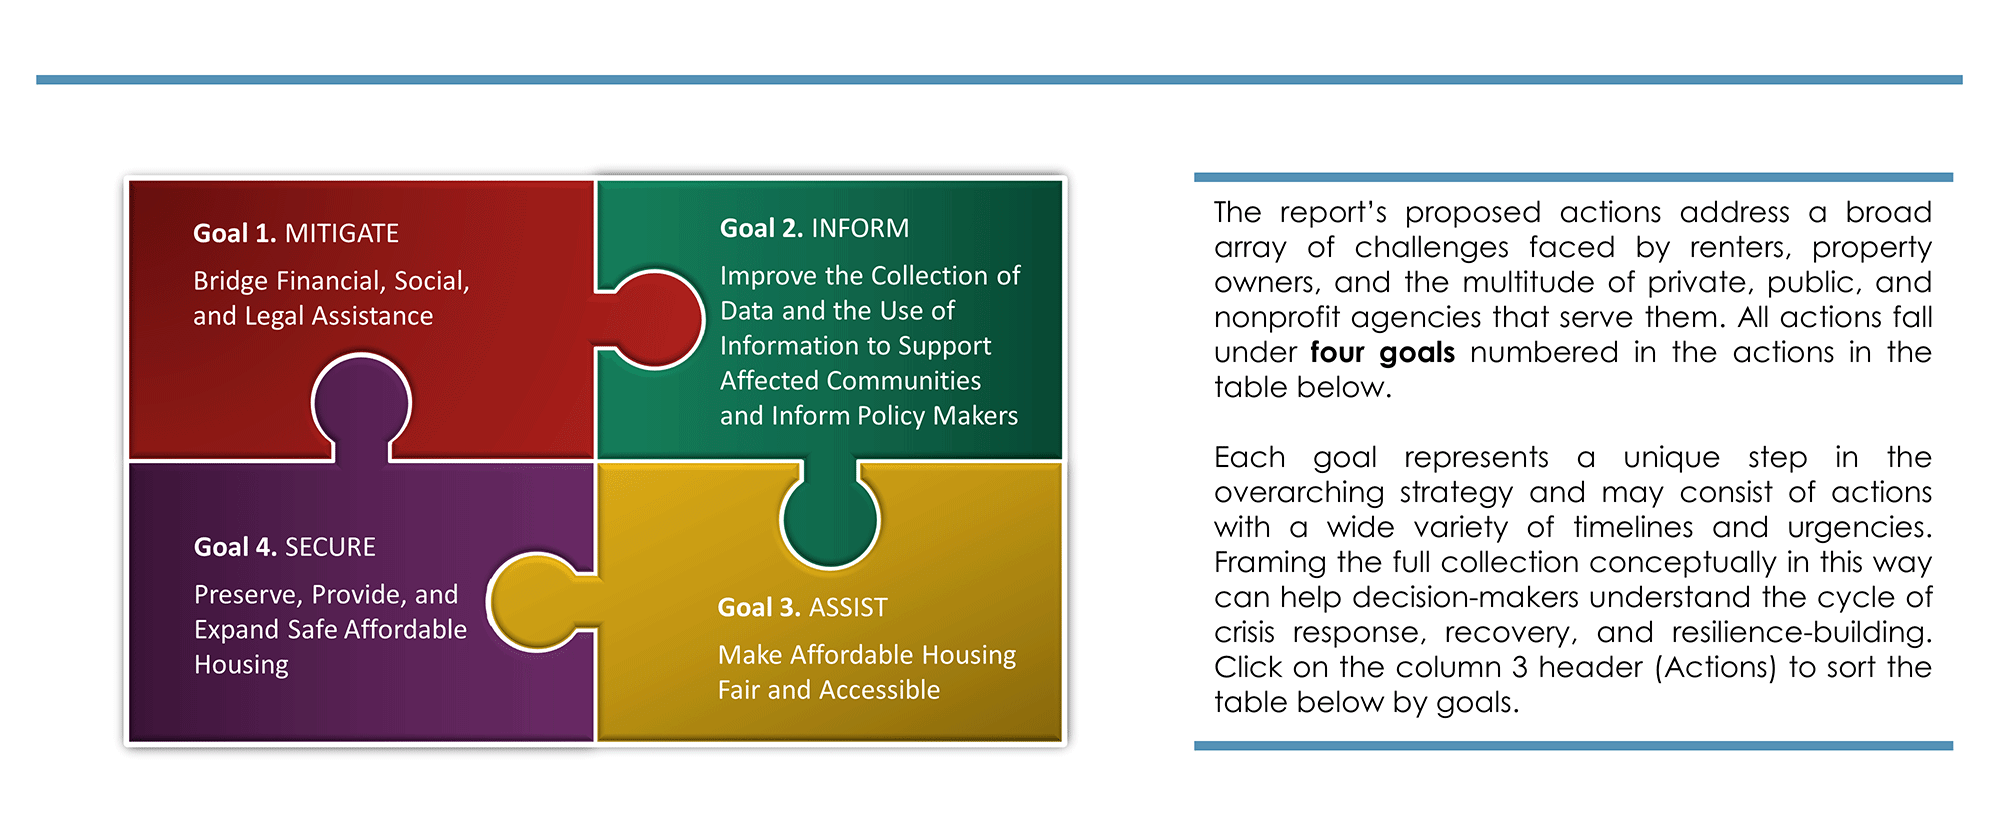 Goal 1. MITIGATE
Bridge Financial, Social,
and Legal Assistance
Goal 2. INFORM
Improve the Collection of
Data and the Use of
Information to Support
Affected Communities
and Inform Policy Makers
Goal 4. SECURE
Preserve, Provide, and
Expand Safe Affordable
Housing
Goal 3. ASSIST
Make Affordable Housing
Fair and Accessible
The report’s proposed actions address a broad
array of challenges faced by renters, property
owners, and the multitude of private, public, and
nonprofit agencies that serve them. All actions fall
under four goals numbered in the actions in the
table below.
Each goal represents a unique step in the
overarching strategy and may consist of actions
with a wide variety of timelines and urgencies.
Framing the full collection conceptually in this way
can help decision-makers understand the cycle of
crisis response, recovery, and resilience-building.
Click on the column 3 header (Actions) to sort the
table below by goals.